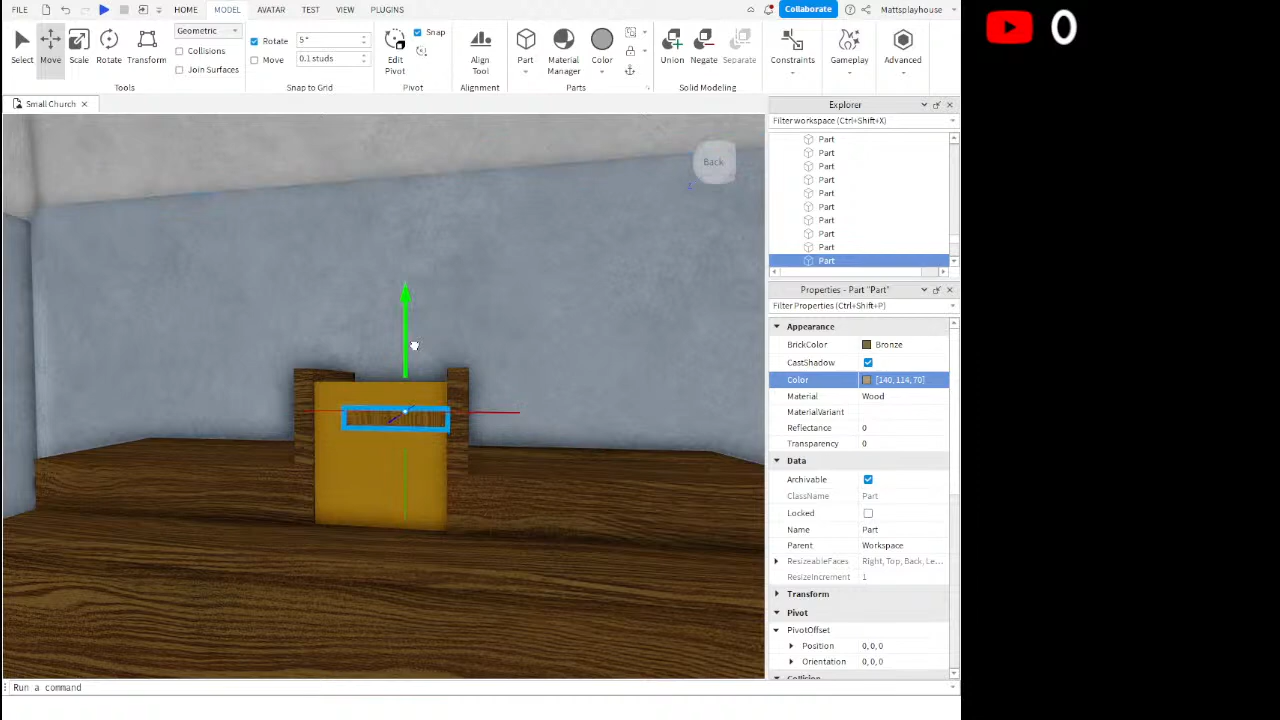 FILE HOME MODEL AVATAR TEST VIEW PLUGINS Collaborate Mattsplayhouse
Select Move Scale Rotate Transform
Geometric
Collisions
Join Surfaces
Rotate 5°
Move 0.1 studs
Edit Pivot
Snap
Align Tool
Part
Material Manager
Color
Union Negate Separate
Constraints Gameplay Advanced
Tools Snap to Grid Pivot Alignment Parts Solid Modeling
Small Church
Back
z
Explorer
Filter workspace (Ctrl+Shift+X)
Part
Part
Part
Part
Part
Part
Part
Part
Part
Part
Properties - Part "Part"
Filter Properties (Ctrl+Shift+P)
Appearance
BrickColor Bronze
CastShadow
Color [140, 114, 70]
Material Wood
MaterialVariant
Reflectance 0
Transparency 0
Data
Archivable
ClassName Part
Locked
Name Part
Parent Workspace
ResizeableFaces Right, Top, Back, Le...
ResizeIncrement 1
Transform
Pivot
PivotOffset
Position 0,0,0
Orientation 0,0,0
Collision
Run a command
0